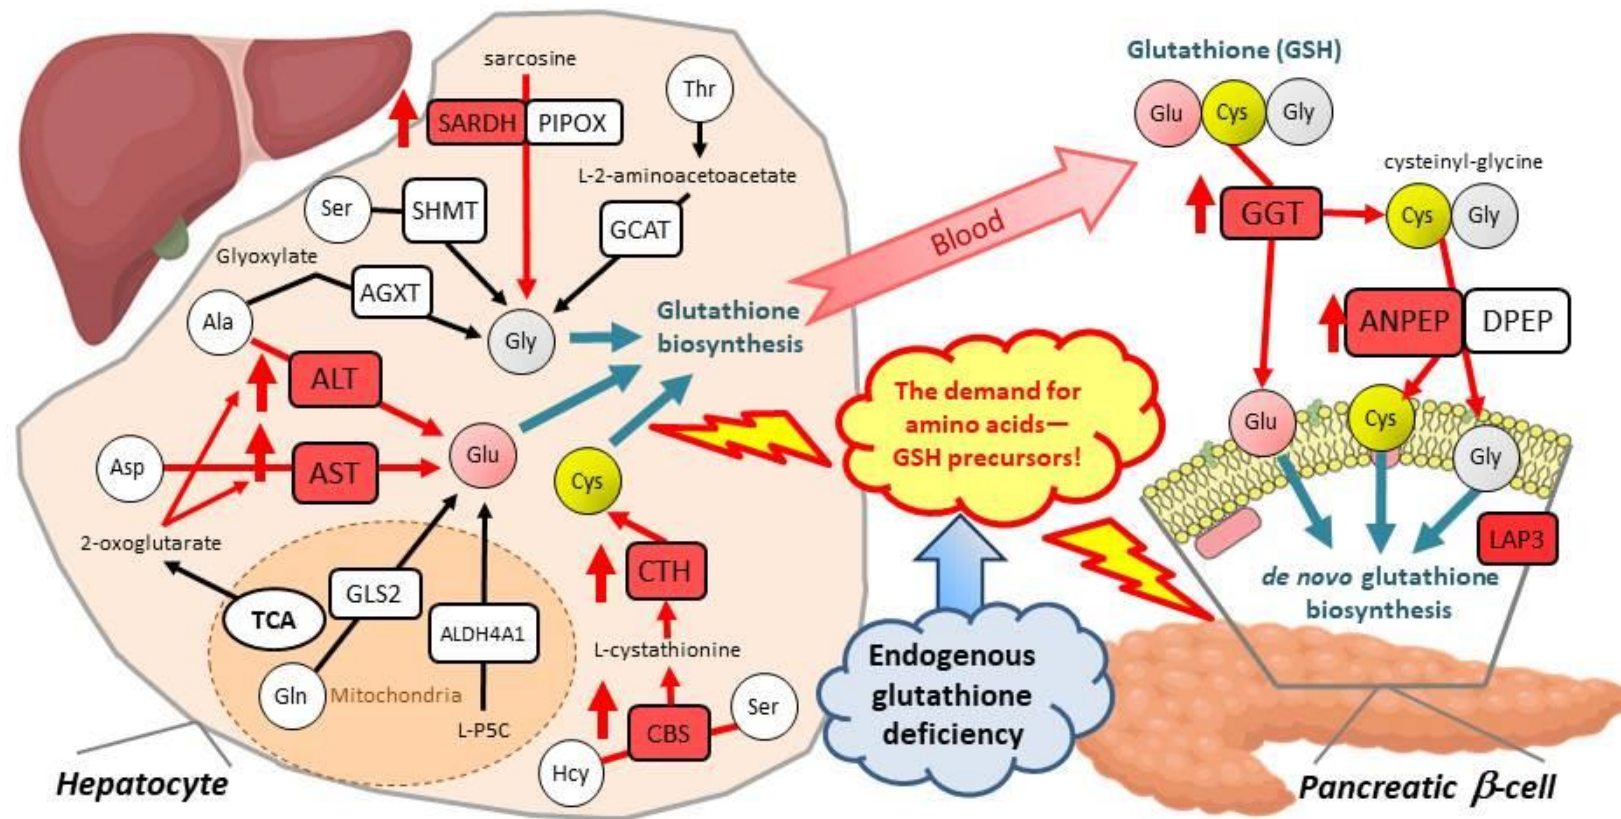 sarcosine
SARDH
PIPOX
Thr
L-2-aminoacetoacetate
Ser
SHMT
GCAT
Glyoxylate
AGXT
Ala
Gly
Glutathione
biosynthesis
ALT
Asp
AST
Glu
Cys
2-oxoglutarate
TCA
GLS2
ALDH4A1
CTH
Gln
Mitochondria
L-P5C
L-cystathionine
CBS
Ser
Hcy
Hepatocyte
Blood
The demand for
amino acids—
GSH precursors!
Endogenous
glutathione
deficiency
Glutathione (GSH)
Glu
Cys
Gly
cysteinyl-glycine
GGT
Cys
Gly
ANPEP
DPEP
Glu
Cys
Gly
LAP3
de novo glutathione
biosynthesis
Pancreatic β-cell